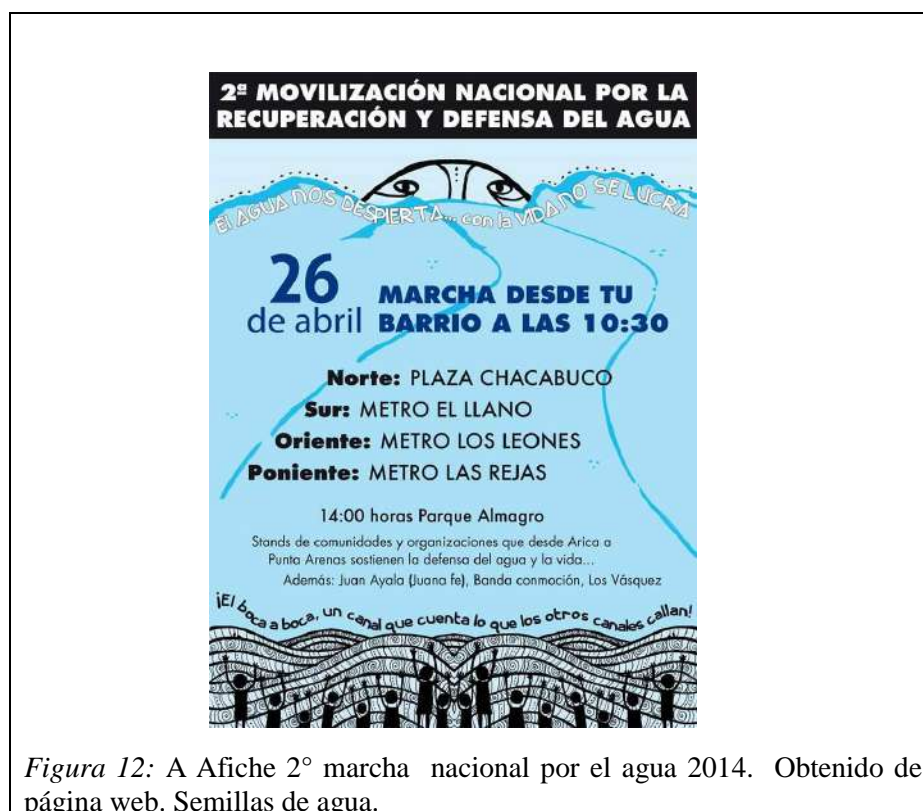 2ª MOVILIZACIÓN NACIONAL POR LA
RECUPERACIÓN Y DEFENSA DEL AGUA
El AGUA NOS DESPIERTA... con la VIDA NO SE LUCRA
26
de abril
MARCHA DESDE TU
BARRIO A LAS 10:30
Norte: PLAZA CHACABUCO
Sur: METRO EL LLANO
Oriente: METRO LOS LEONES
Poniente: METRO LAS REJAS
14:00 horas Parque Almagro
Stands de comunidades y organizaciones que desde Arica a
Punta Arenas sostienen la defensa del agua y la vida...
Además: Juan Ayala (Juana fe), Banda conmoción, Los Vásquez
¡El boca a boca, un canal que cuenta lo que los otros canales callan!
Figura 12: A Afiche 2° marcha nacional por el agua 2014. Obtenido de
página web. Semillas de agua.